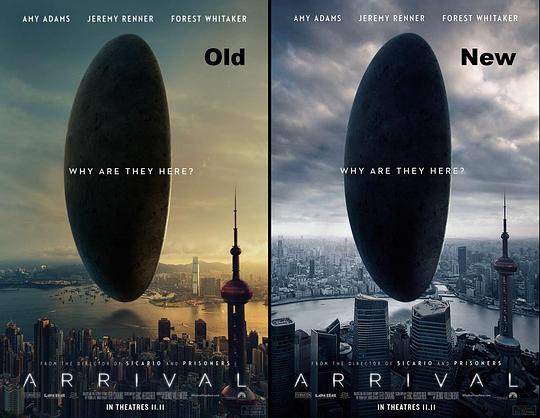 AMY ADAMS JEREMY RENNER FOREST WHITAKER
Old
WHY ARE THEY HERE?
FROM THE DIRECTOR OF SICARIO AND PRISONERS
ARRIVAL
IN THEATRES 11.11
AMY ADAMS JEREMY RENNER FOREST WHITAKER
New
WHY ARE THEY HERE?
FROM THE DIRECTOR OF SICARIO AND PRISONERS
ARRIVAL
IN THEATRES 11.11